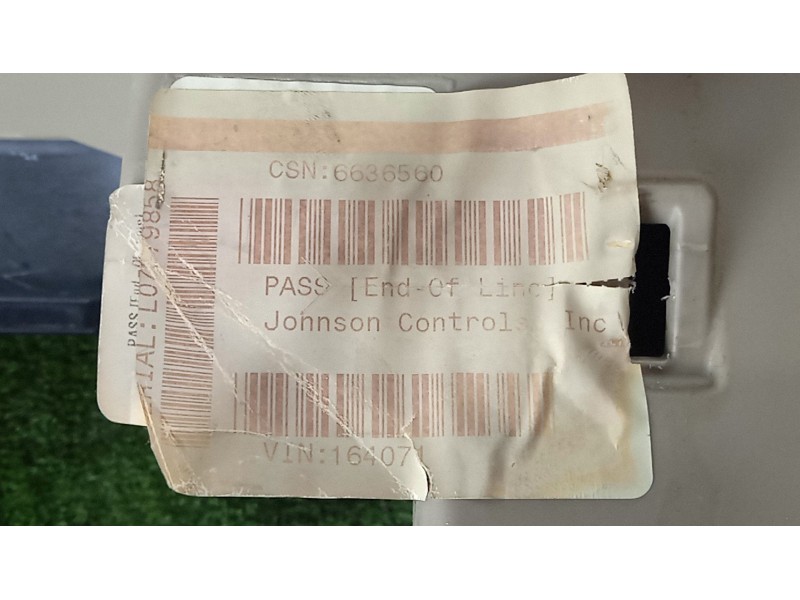 CSN:6636560
PASS [End-Of Line]
Johnson Controls, Inc
VIN:164071